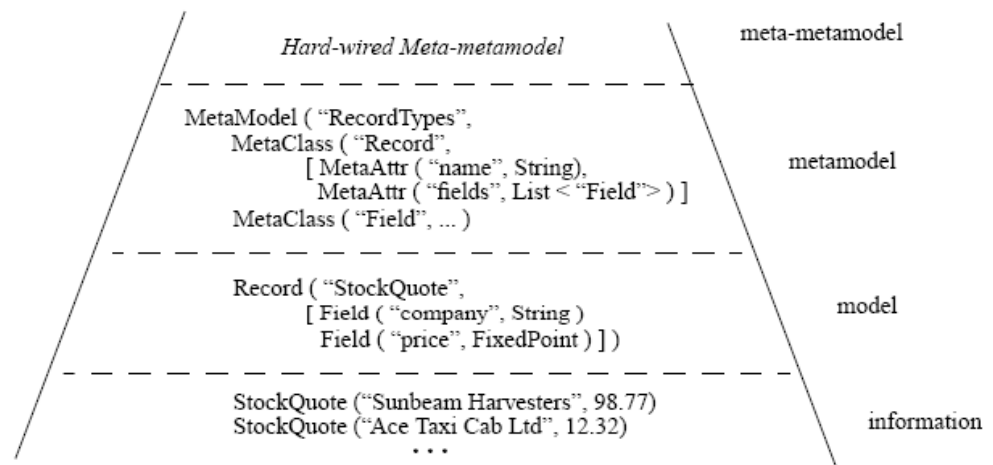 Hard-wired Meta-metamodel
meta-metamodel
MetaModel ( “RecordTypes”,
MetaClass ( “Record”,
[ MetaAttr ( “name”, String),
MetaAttr ( “fields”, List < “Field”> ) ]
MetaClass ( “Field”, ... )
metamodel
Record ( “StockQuote”,
[ Field ( “company”, String )
Field ( “price”, FixedPoint ) ] )
model
StockQuote (“Sunbeam Harvesters”, 98.77)
StockQuote (“Ace Taxi Cab Ltd”, 12.32)
• • •
information